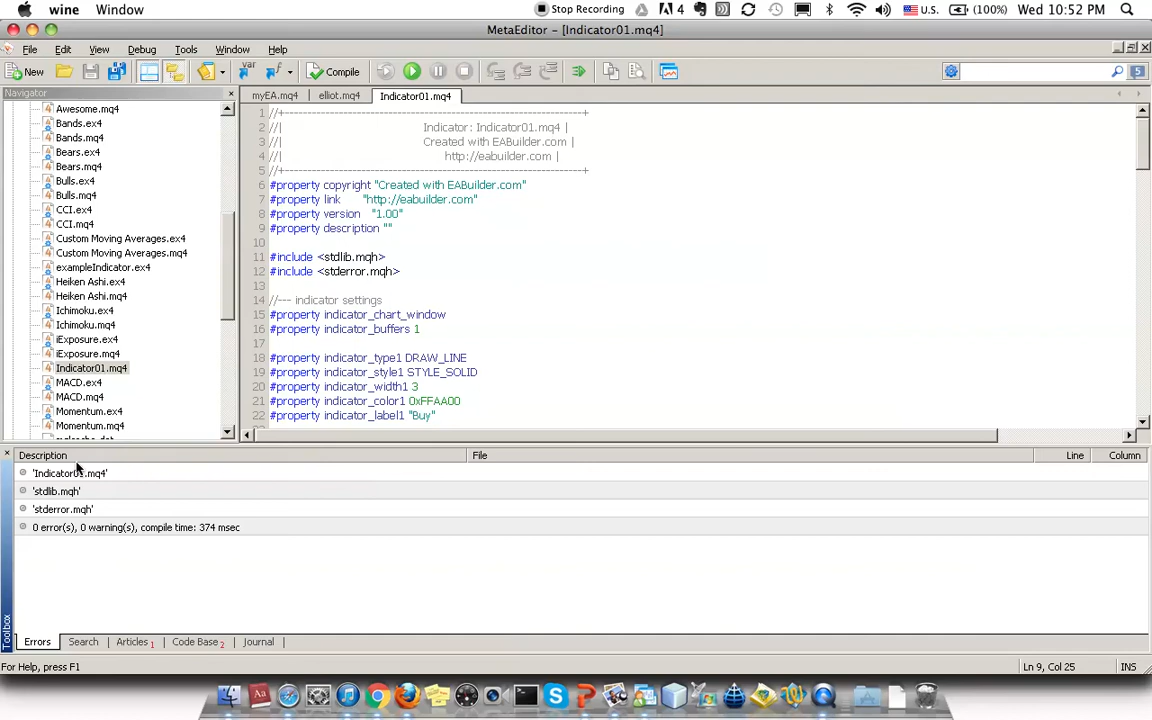 wine Window
Stop Recording 4 U.S. (100%) Wed 10:52 PM
MetaEditor - [Indicator01.mq4]
File Edit View Debug Tools Window Help
New var Compile 5
Navigator
myEA.mq4 elliot.mq4 Indicator01.mq4
Awesome.mq4
Bands.ex4
Bands.mq4
Bears.ex4
Bears.mq4
Bulls.ex4
Bulls.mq4
CCI.ex4
CCI.mq4
Custom Moving Averages.ex4
Custom Moving Averages.mq4
exampleIndicator.ex4
Heiken Ashi.ex4
Heiken Ashi.mq4
Ichimoku.ex4
Ichimoku.mq4
iExposure.ex4
iExposure.mq4
Indicator01.mq4
MACD.ex4
MACD.mq4
Momentum.ex4
Momentum.mq4
1 //+------------------------------------------------------------------+
2 //| Indicator: Indicator01.mq4 |
3 //| Created with EABuilder.com |
4 //| http://eabuilder.com |
5 //+------------------------------------------------------------------+
6 #property copyright "Created with EABuilder.com"
7 #property link "http://eabuilder.com"
8 #property version "1.00"
9 #property description ""
10
11 #include <stdlib.mqh>
12 #include <stderror.mqh>
13
14 //--- indicator settings
15 #property indicator_chart_window
16 #property indicator_buffers 1
17
18 #property indicator_type1 DRAW_LINE
19 #property indicator_style1 STYLE_SOLID
20 #property indicator_width1 3
21 #property indicator_color1 0xFFAA00
22 #property indicator_label1 "Buy"
Description File Line Column
'Indicator01.mq4'
'stdlib.mqh'
'stderror.mqh'
0 error(s), 0 warning(s), compile time: 374 msec
Toolbox
Errors Search Articles 1 Code Base 2 Journal
For Help, press F1 Ln 9, Col 25 INS